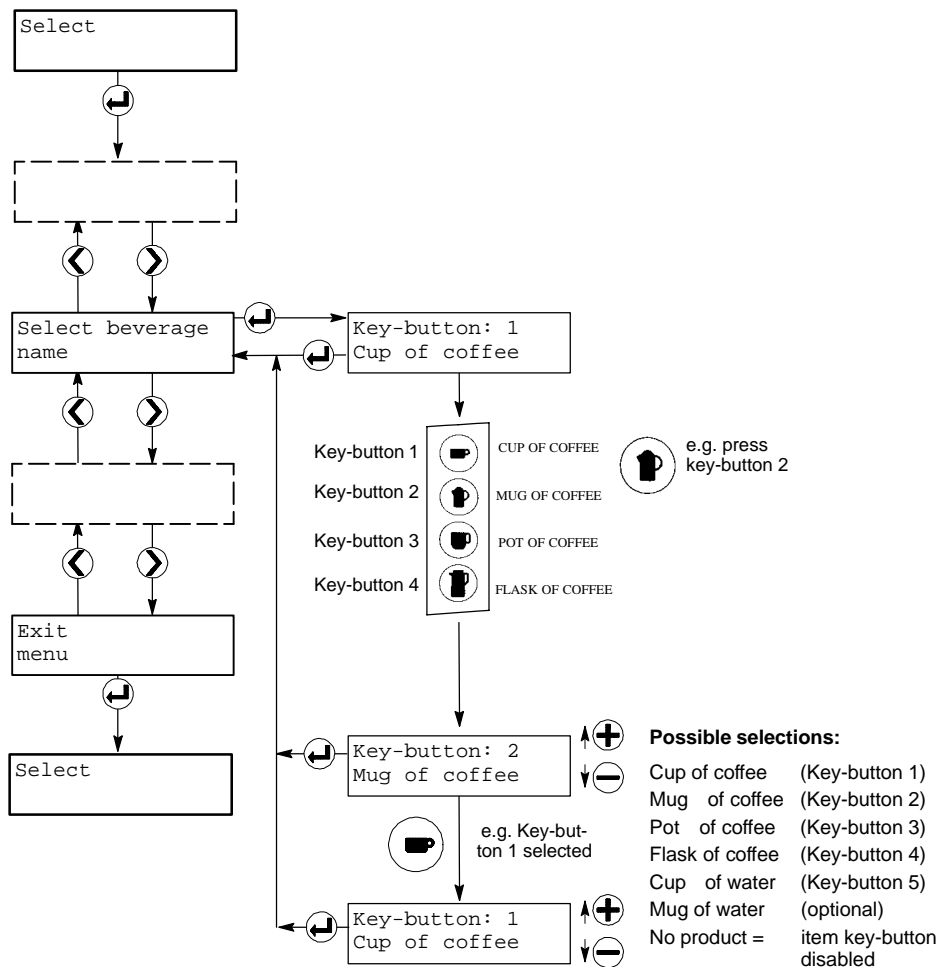 Select
Select beverage
name
Key-button: 1
Cup of coffee
Key-button 1
CUP OF COFFEE
e.g. press
key-button 2
Key-button 2
MUG OF COFFEE
Key-button 3
POT OF COFFEE
Key-button 4
FLASK OF COFFEE
Exit
menu
Select
Key-button: 2
Mug of coffee
e.g. Key-but-
ton 1 selected
Key-button: 1
Cup of coffee
Possible selections:
Cup of coffee (Key-button 1)
Mug of coffee (Key-button 2)
Pot of coffee (Key-button 3)
Flask of coffee (Key-button 4)
Cup of water (Key-button 5)
Mug of water (optional)
No product = item key-button
disabled